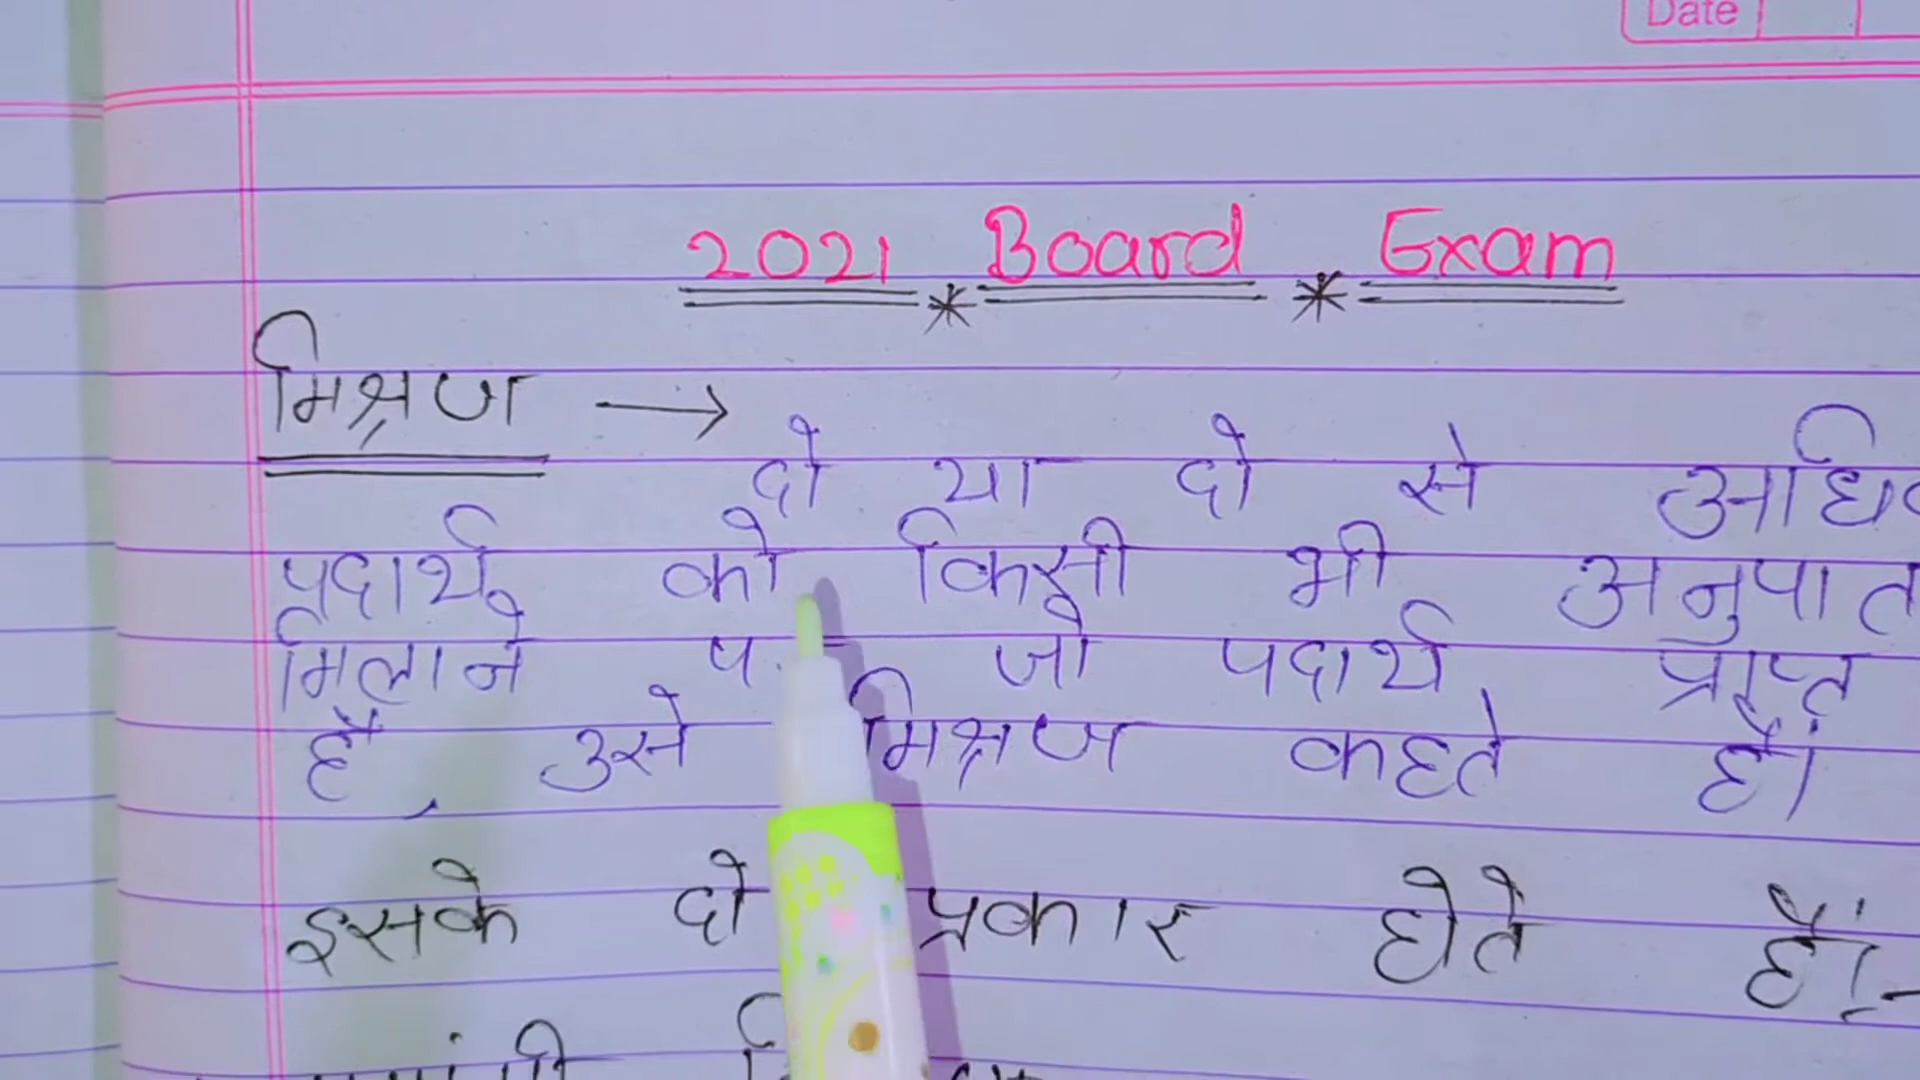 Date
2021 Board Exam
मिश्रण →
दो या दो से
पदार्थ को किसी भी अनुपात
मिलाने जो पदार्थ प्राप्त
है, उसे मिश्रण कहते हैं।
इसके दो प्रकार होते हैं।-